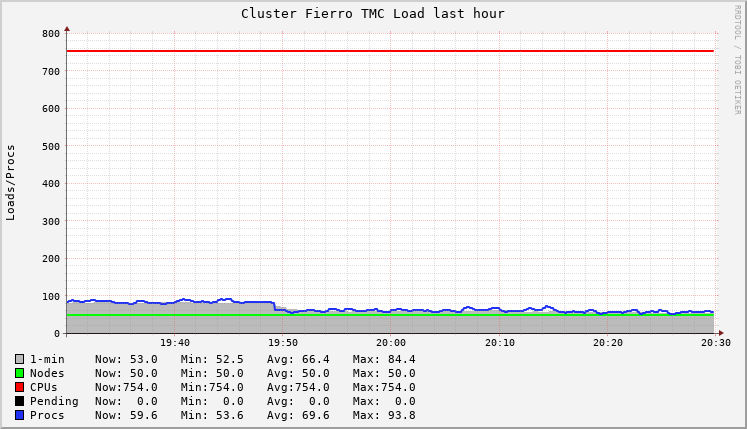 Cluster Fierro TMC Load last hour
RRDTOOL / TOBI OETIKER
Loads/Procs
800
700
600
500
400
300
200
100
0
19:40 19:50 20:00 20:10 20:20 20:30
1-min Now: 53.0 Min: 52.5 Avg: 66.4 Max: 84.4
Nodes Now: 50.0 Min: 50.0 Avg: 50.0 Max: 50.0
CPUs Now:754.0 Min:754.0 Avg:754.0 Max:754.0
Pending Now: 0.0 Min: 0.0 Avg: 0.0 Max: 0.0
Procs Now: 59.6 Min: 53.6 Avg: 69.6 Max: 93.8